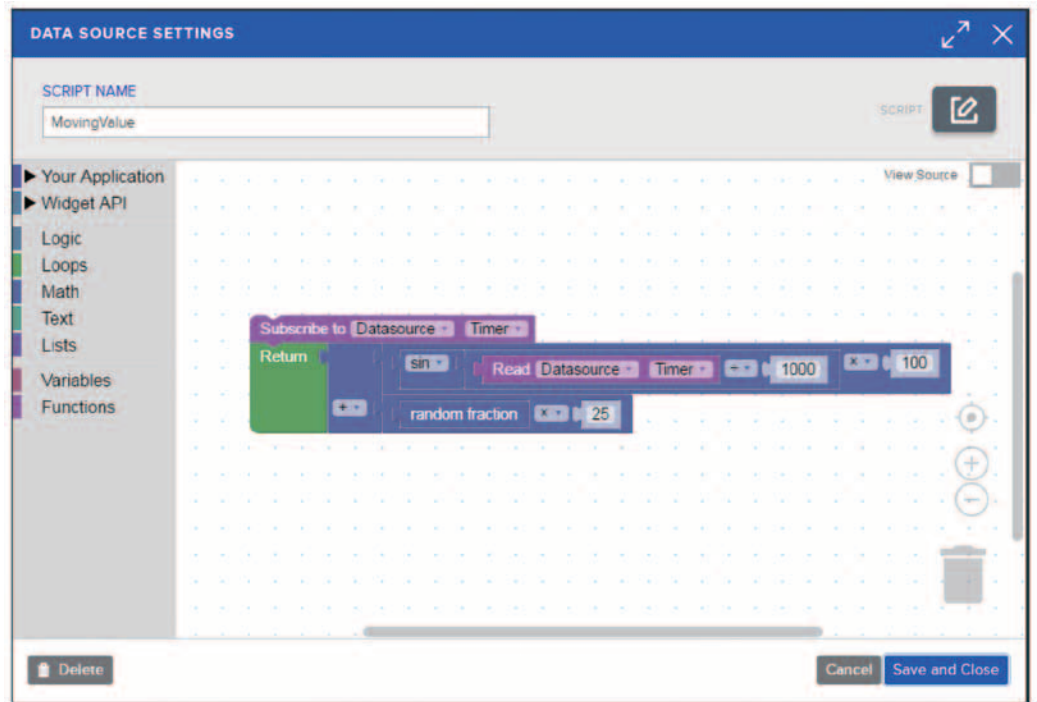 DATA SOURCE SETTINGS
SCRIPT NAME
MovingValue
SCRIPT
Your Application
Widget API
Logic
Loops
Math
Text
Lists
Variables
Functions
View Source
Subscribe to Datasource Timer
Return sin Read Datasource Timer ÷ 1000 × 100
+ random fraction × 25
Delete
Cancel
Save and Close